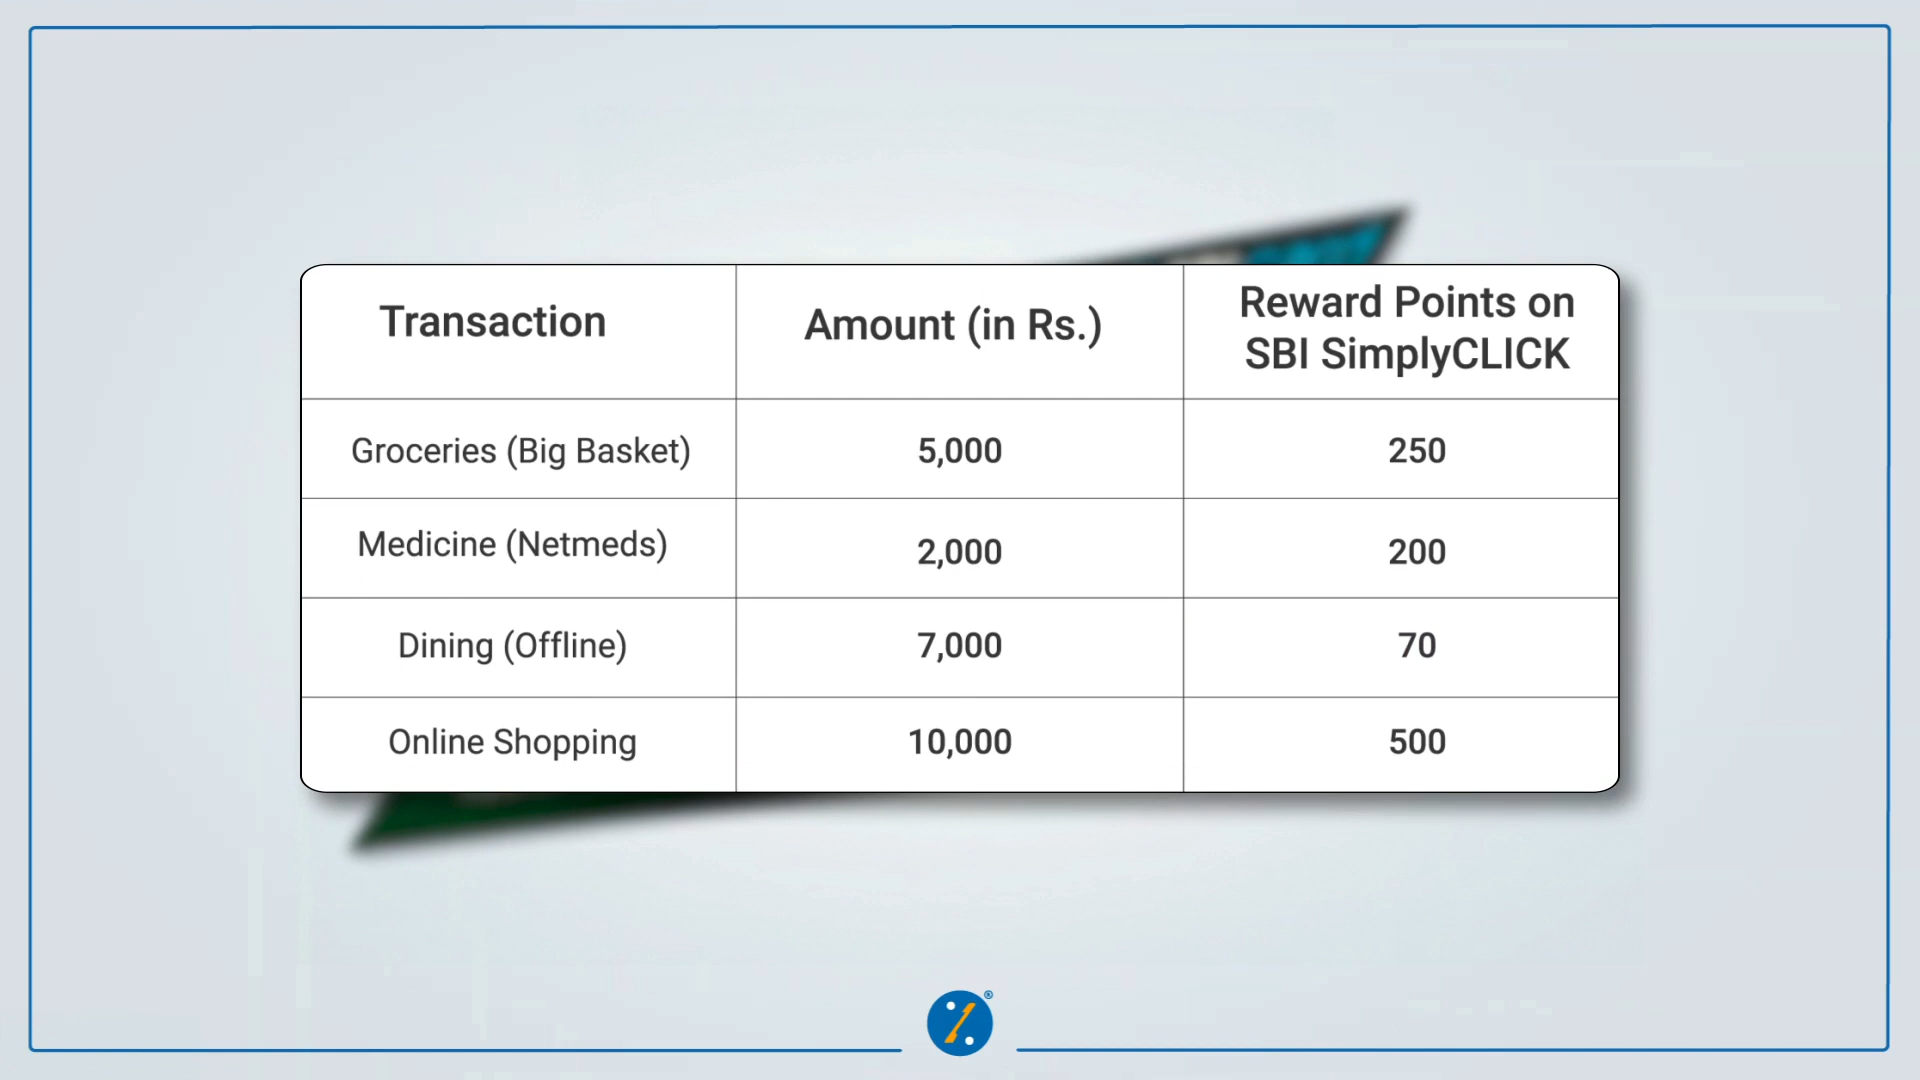 Transaction
Amount (in Rs.)
Reward Points on
SBI SimplyCLICK
Groceries (Big Basket)
5,000
250
Medicine (Netmeds)
2,000
200
Dining (Offline)
7,000
70
Online Shopping
10,000
500
®